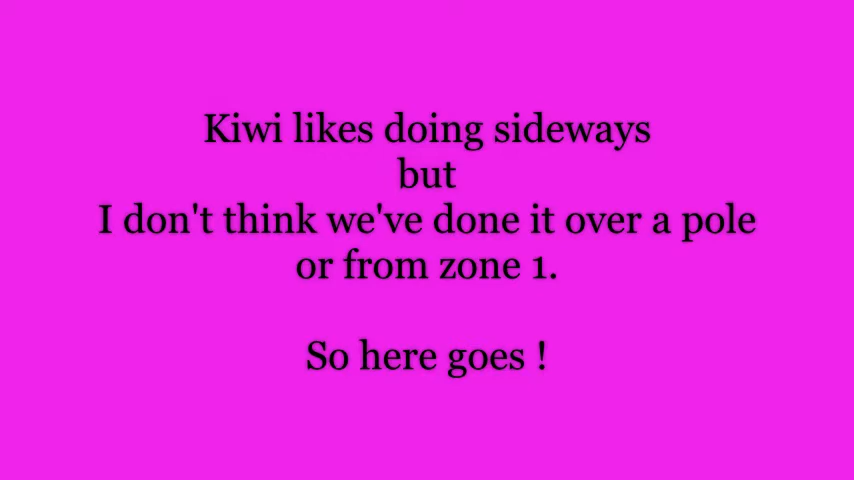 Kiwi likes doing sideways
but
I don't think we've done it over a pole
or from zone 1.
So here goes !